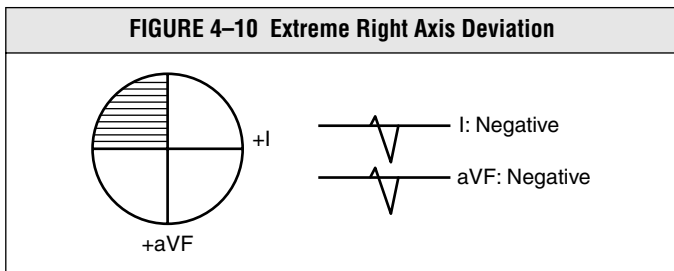 FIGURE 4–10 Extreme Right Axis Deviation
+I
I: Negative
aVF: Negative
+aVF